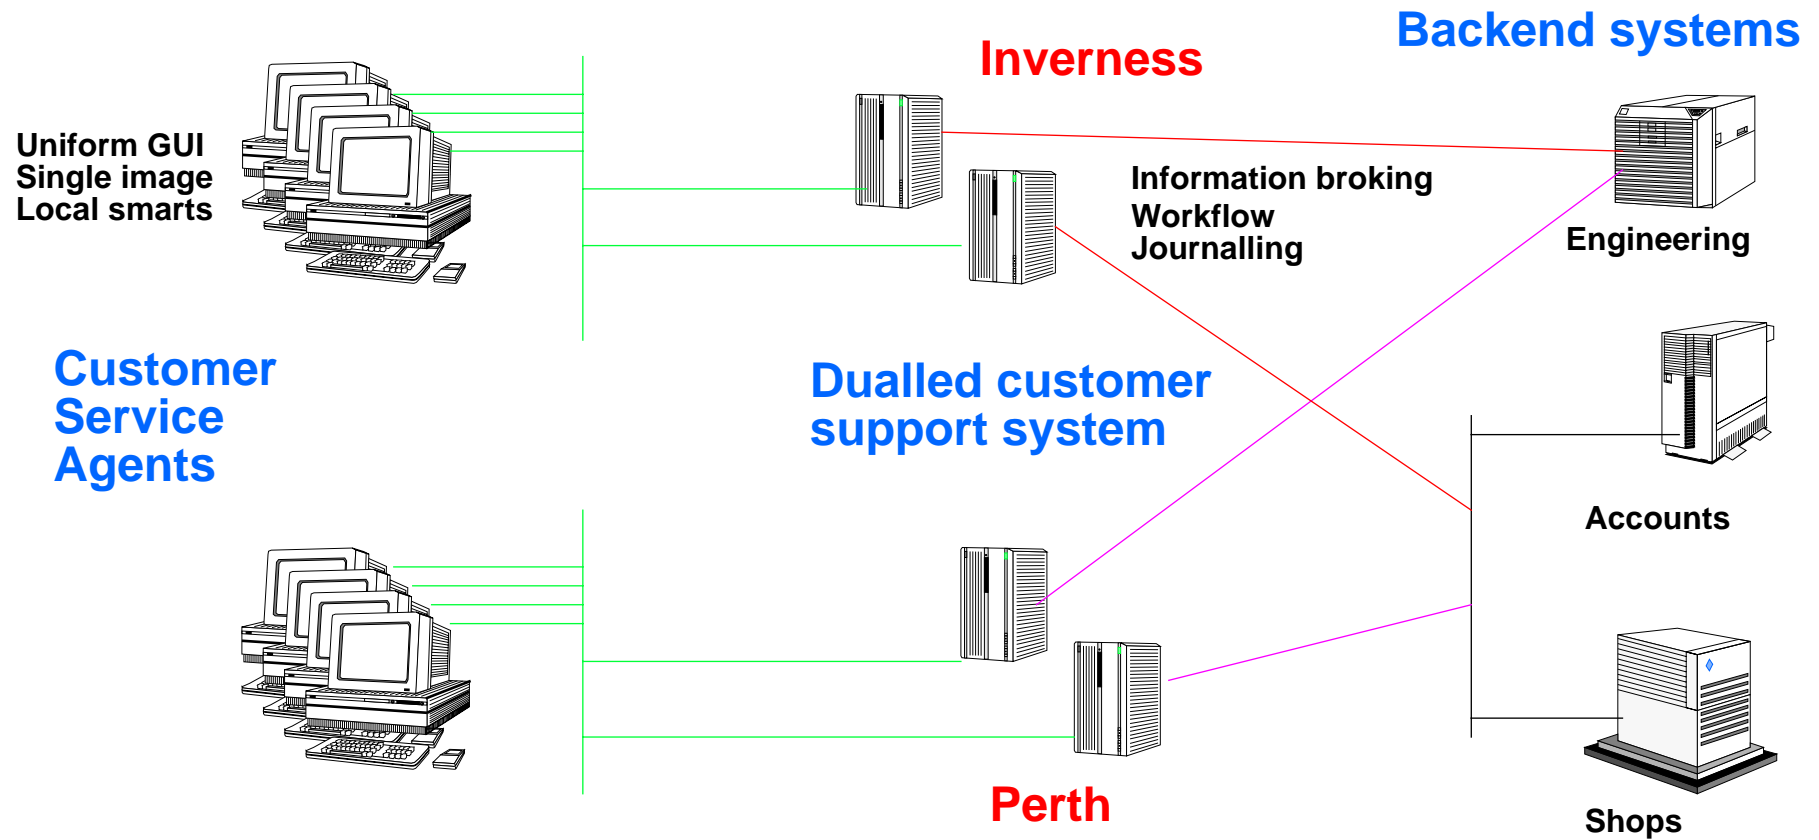 Backend systems
Inverness
Uniform GUI
Single image
Local smarts
Information broking
Workflow
Journalling
Engineering
Customer
Service
Agents
Dualled customer
support system
Accounts
Perth
Shops